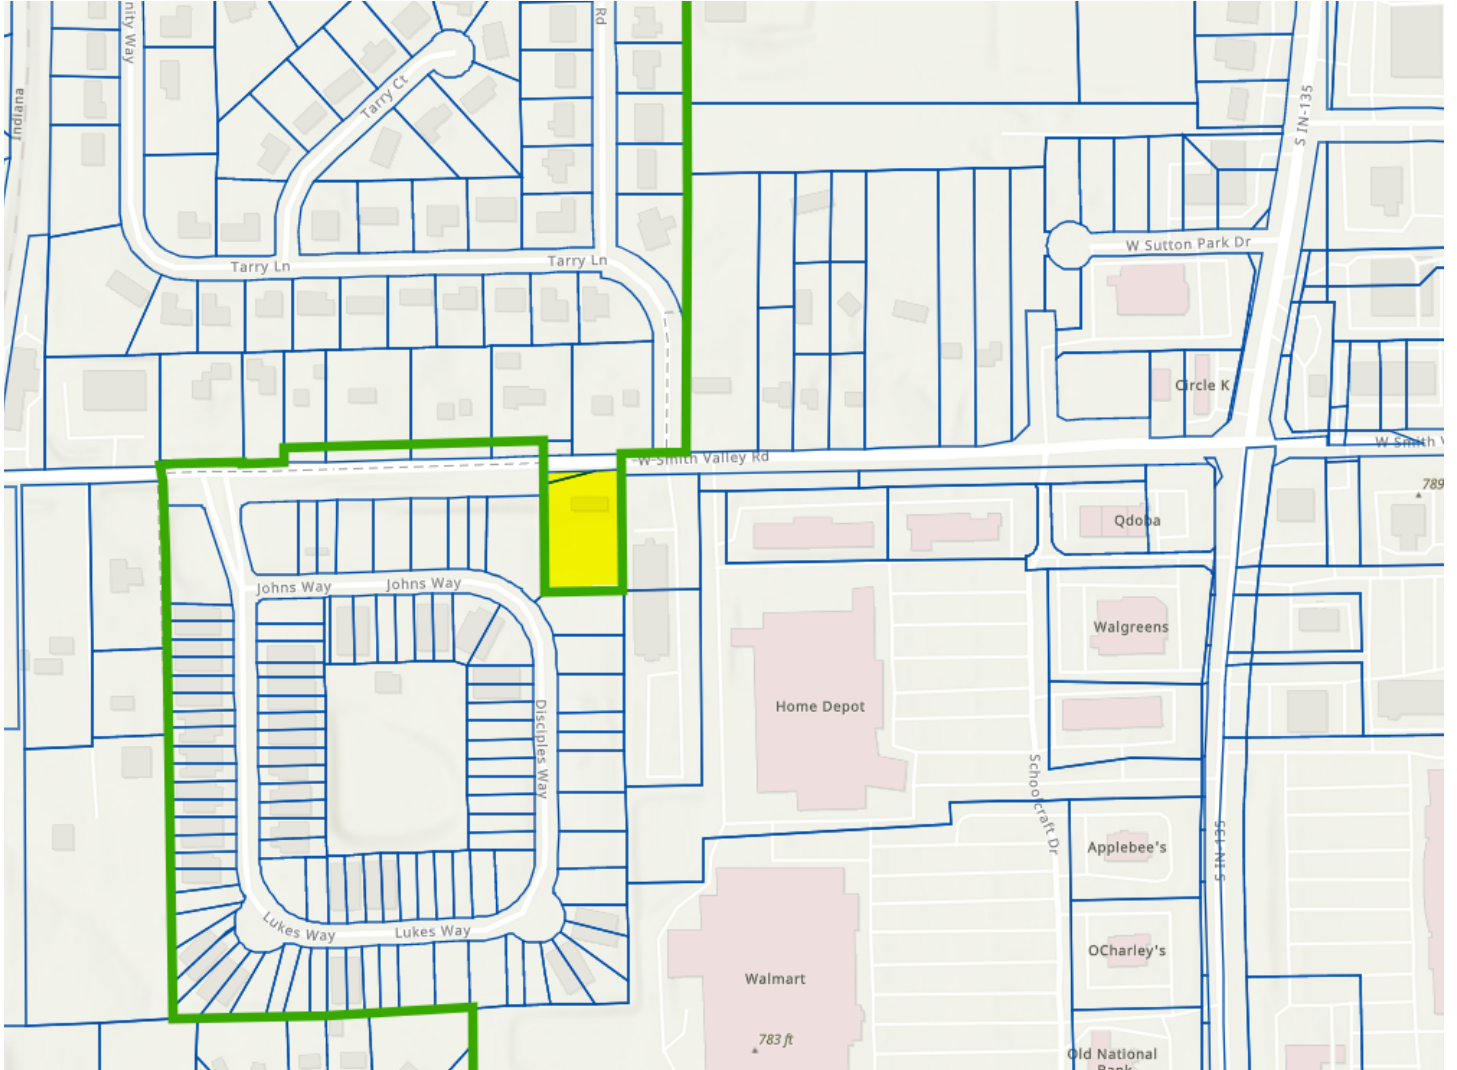 nity Way
Rd
Indiana
Tarry Ct
S IN-135
W Sutton Park Dr
Tarry Ln
Tarry Ln
Circle K
W Smith V
W Smith Valley Rd
789
Qdoba
Johns Way
Johns Way
Walgreens
Home Depot
Disciples Way
Schoolcraft Dr
S IN-135
Applebee's
Lukes Way
Lukes Way
OCharley's
Walmart
783 ft
Old National
Bank